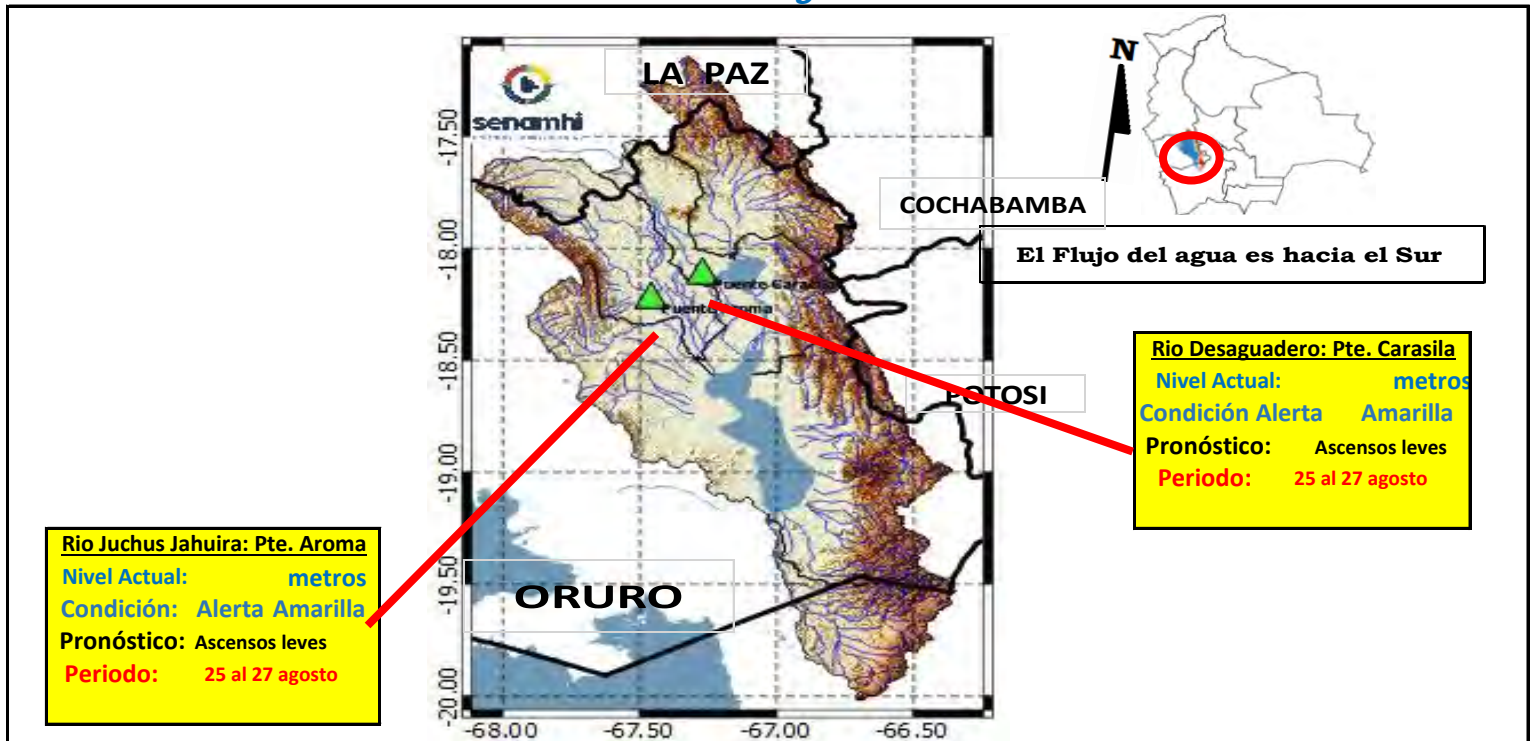 LA PAZ
senamhi
N
COCHABAMBA
El Flujo del agua es hacia el Sur
Puente Aroma
POTOSI
ORURO
Rio Desaguadero: Pte. Carasila
Nivel Actual: metros
Condición Alerta Amarilla
Pronóstico: Ascensos leves
Periodo: 25 al 27 agosto
Rio Juchus Jahuira: Pte. Aroma
Nivel Actual: metros
Condición: Alerta Amarilla
Pronóstico: Ascensos leves
Periodo: 25 al 27 agosto
-17.50
-18.00
-18.50
-19.00
-19.50
-20.00
-68.00 -67.50 -67.00 -66.50